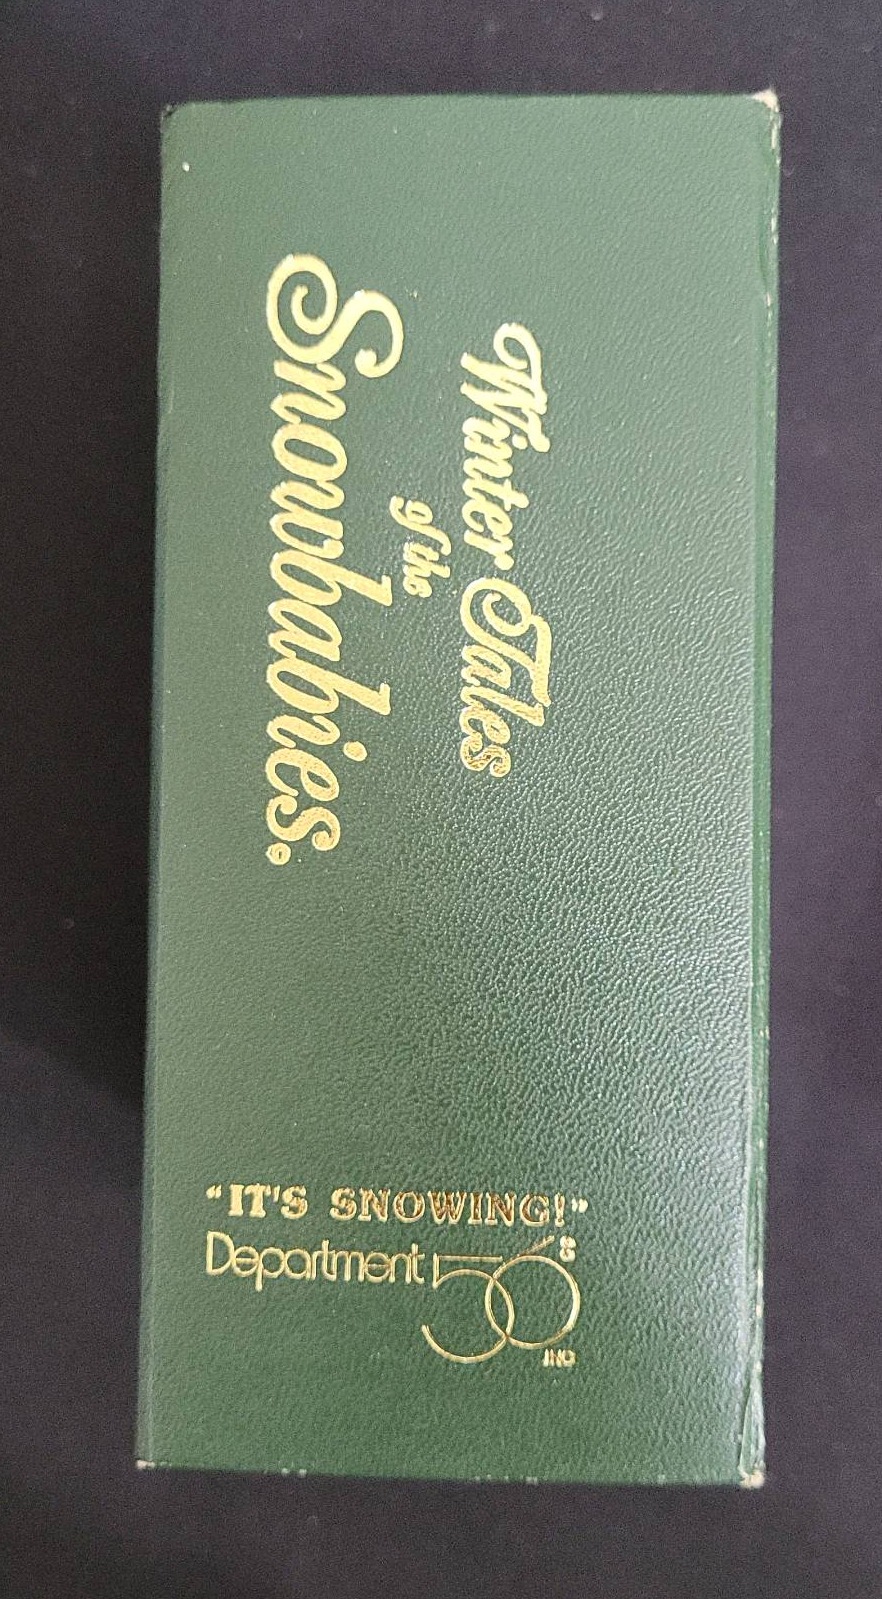 Winter Tales
of the
Snowbabies®
“IT'S SNOWING!”
Department 56®
INC